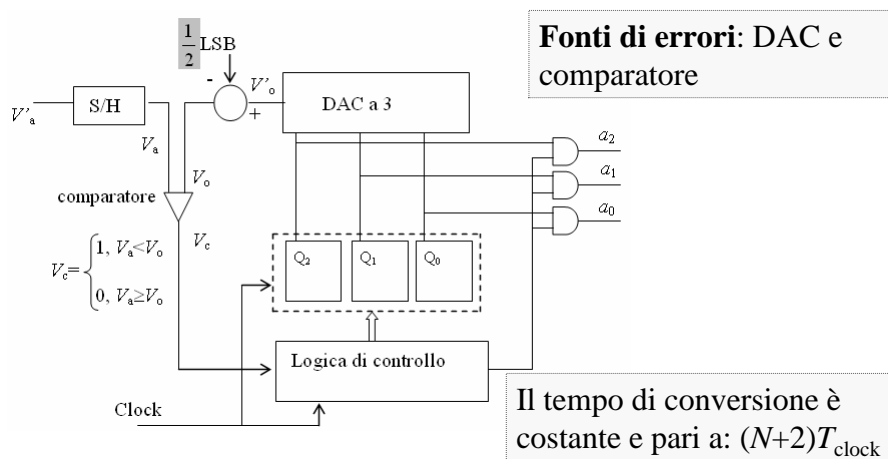 Fonti di errori: DAC e
comparatore
1/2 LSB
-
V'o
+
DAC a 3
S/H
V'a
Va
Vo
comparatore
Vc
Vc= { 1, Va<Vo
0, Va≥Vo
a2
a1
a0
Q2
Q1
Q0
Logica di controllo
Clock
Il tempo di conversione è
costante e pari a: (N+2)Tclock